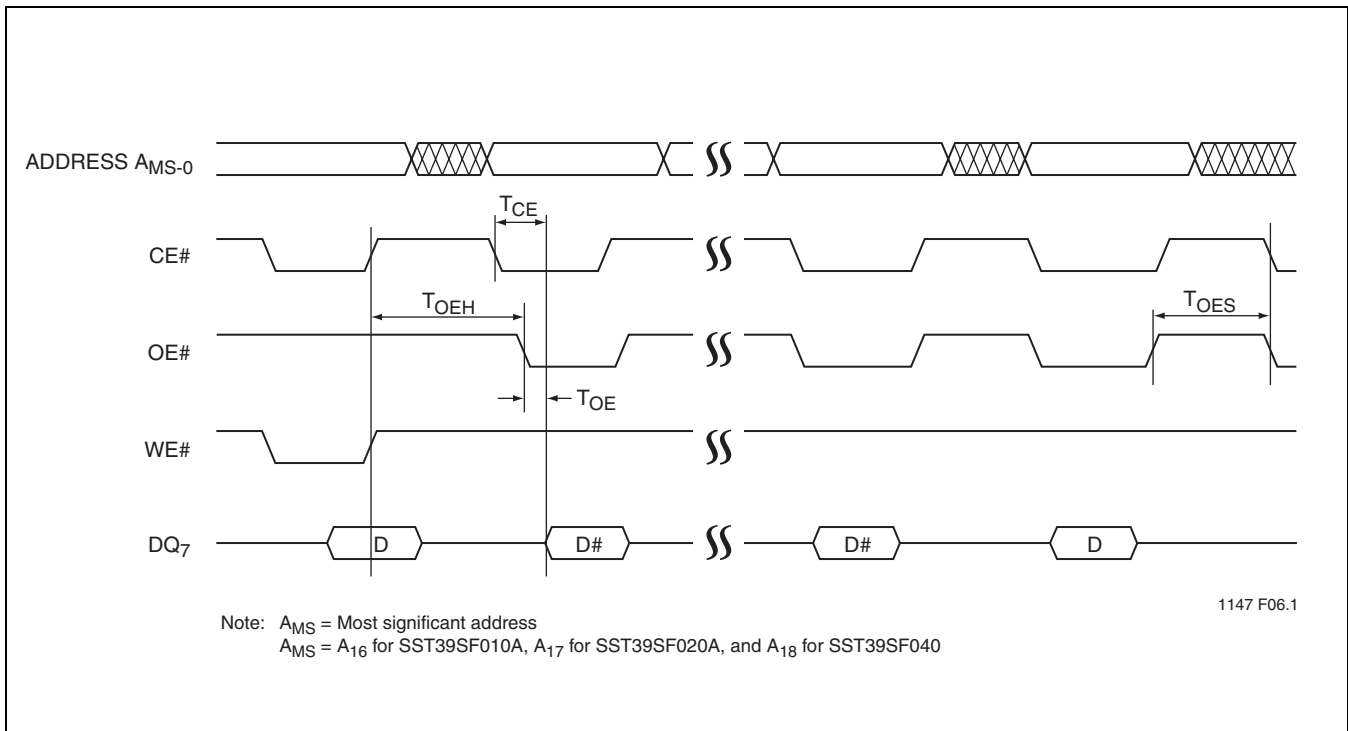 ADDRESS AMS-0
TCE
CE#
TOEH
TOES
OE#
TOE
WE#
DQ7
D
D#
D#
D
1147 F06.1
Note: AMS = Most significant address
AMS = A16 for SST39SF010A, A17 for SST39SF020A, and A18 for SST39SF040